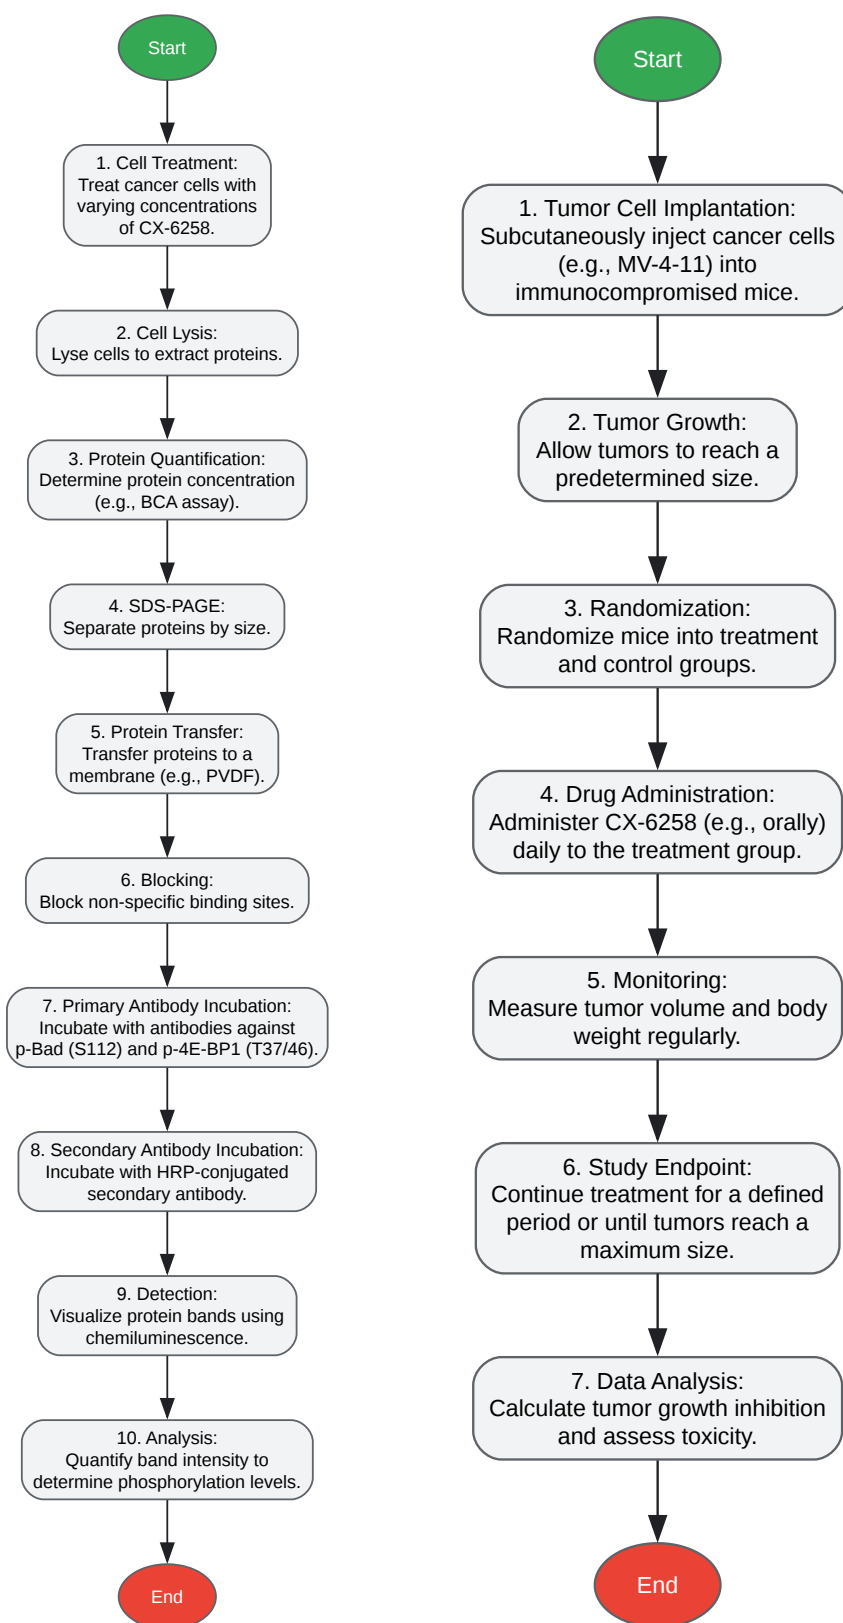 Start
1. Cell Treatment:
Treat cancer cells with
varying concentrations
of CX-6258.
2. Cell Lysis:
Lyse cells to extract proteins.
3. Protein Quantification:
Determine protein concentration
(e.g., BCA assay).
4. SDS-PAGE:
Separate proteins by size.
5. Protein Transfer:
Transfer proteins to a
membrane (e.g., PVDF).
6. Blocking:
Block non-specific binding sites.
7. Primary Antibody Incubation:
Incubate with antibodies against
p-Bad (S112) and p-4E-BP1 (T37/46).
8. Secondary Antibody Incubation:
Incubate with HRP-conjugated
secondary antibody.
9. Detection:
Visualize protein bands using
chemiluminescence.
10. Analysis:
Quantify band intensity to
determine phosphorylation levels.
End
Start
1. Tumor Cell Implantation:
Subcutaneously inject cancer cells
(e.g., MV-4-11) into
immunocompromised mice.
2. Tumor Growth:
Allow tumors to reach a
predetermined size.
3. Randomization:
Randomize mice into treatment
and control groups.
4. Drug Administration:
Administer CX-6258 (e.g., orally)
daily to the treatment group.
5. Monitoring:
Measure tumor volume and body
weight regularly.
6. Study Endpoint:
Continue treatment for a defined
period or until tumors reach a
maximum size.
7. Data Analysis:
Calculate tumor growth inhibition
and assess toxicity.
End